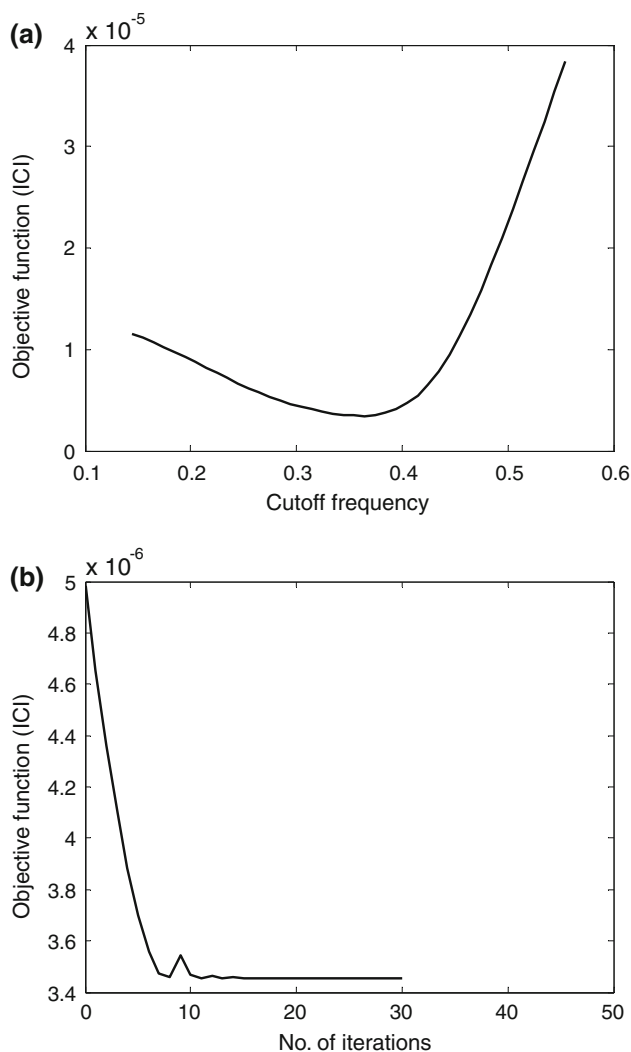 (a)
x 10^-5
4
3
2
1
0
0.1 0.2 0.3 0.4 0.5 0.6
Objective function (ICI)
Cutoff frequency
(b)
x 10^-6
5
4.8
4.6
4.4
4.2
4
3.8
3.6
3.4
0 10 20 30 40 50
Objective function (ICI)
No. of iterations